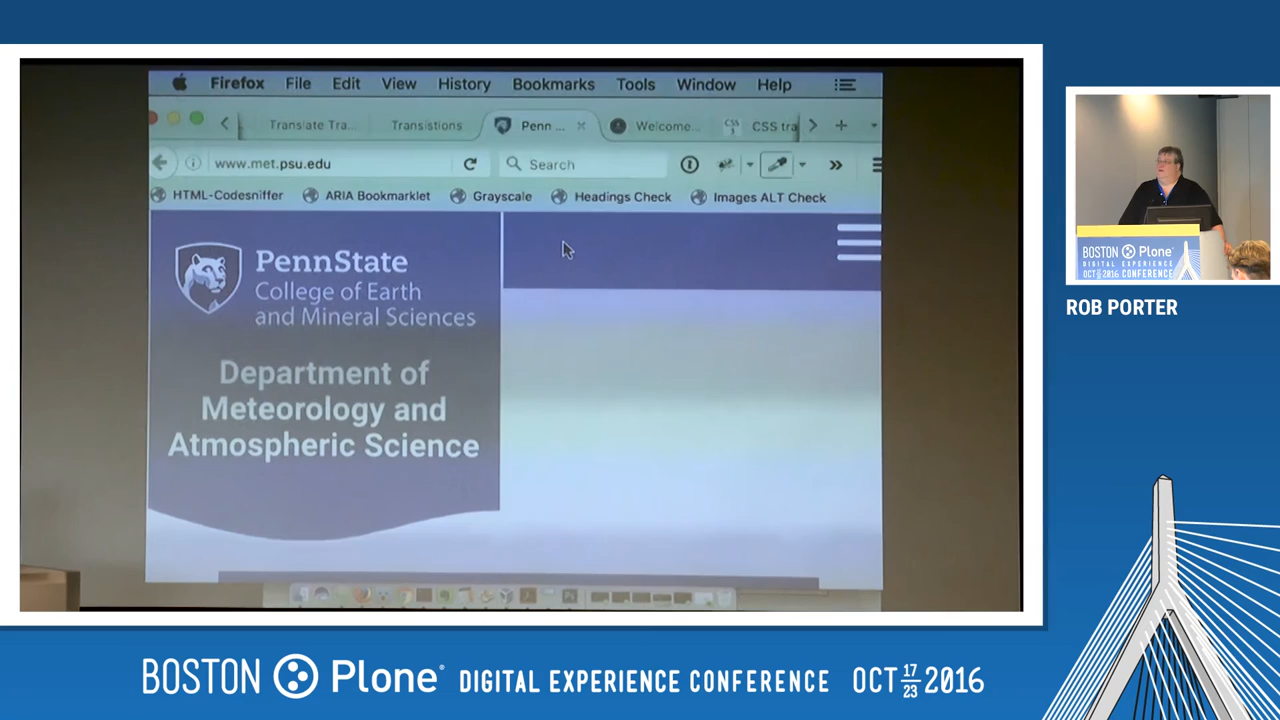 Firefox File Edit View History Bookmarks Tools Window Help
Translate Tra... Transistions Penn ... Welcome... CSS tra
www.met.psu.edu Search
HTML-Codesniffer ARIA Bookmarklet Grayscale Headings Check Images ALT Check
PennState
College of Earth
and Mineral Sciences
Department of
Meteorology and
Atmospheric Science
BOSTON Plone
DIGITAL EXPERIENCE
OCT 17 23 2016 CONFERENCE
ROB PORTER
BOSTON Plone® DIGITAL EXPERIENCE CONFERENCE OCT 17 23 2016